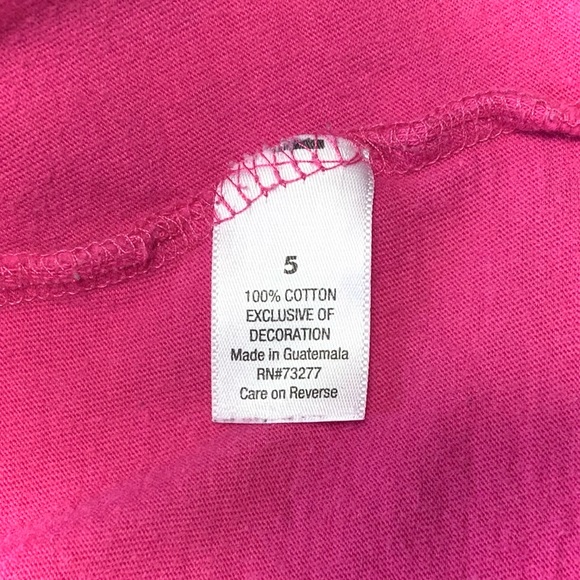 5
100% COTTON
EXCLUSIVE OF
DECORATION
Made in Guatemala
RN#73277
Care on Reverse